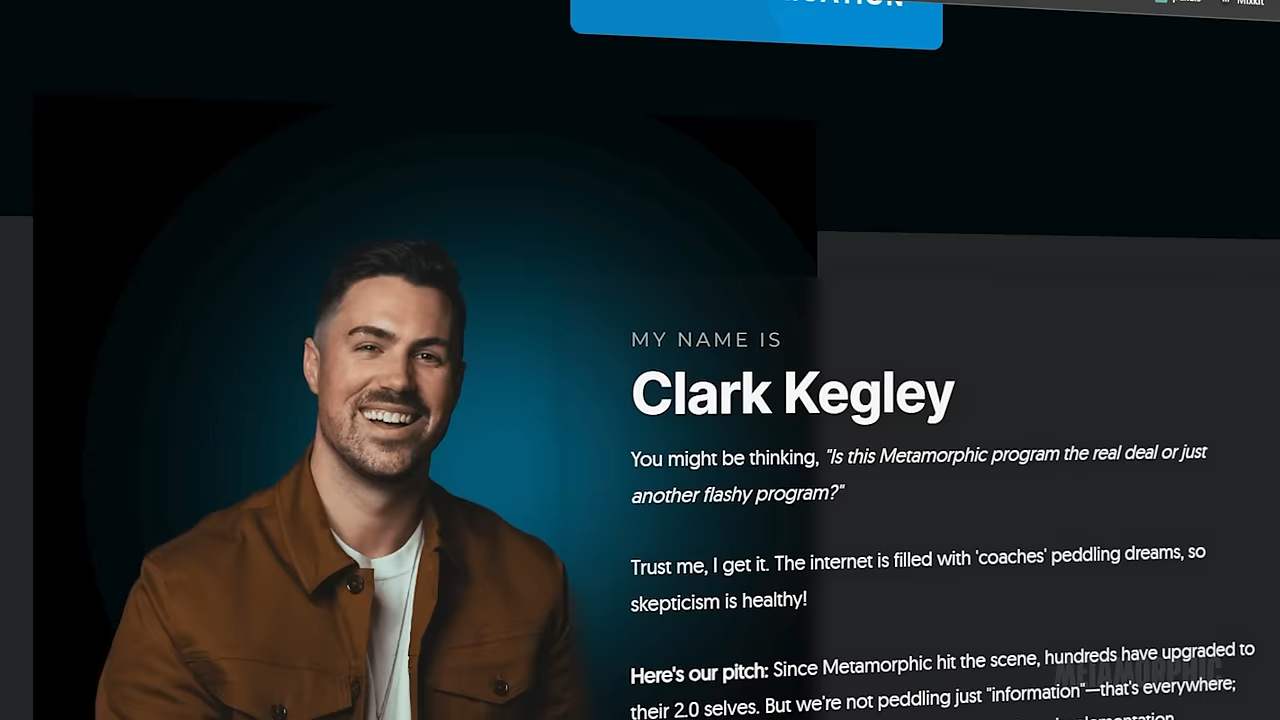 MY NAME IS
Clark Kegley
You might be thinking, "Is this Metamorphic program the real deal or just
another flashy program?"
Trust me, I get it. The internet is filled with 'coaches' peddling dreams, so
skepticism is healthy!
Here's our pitch: Since Metamorphic hit the scene, hundreds have upgraded to
their 2.0 selves. But we're not peddling just "information"—that's everywhere;
METAMORPHIC